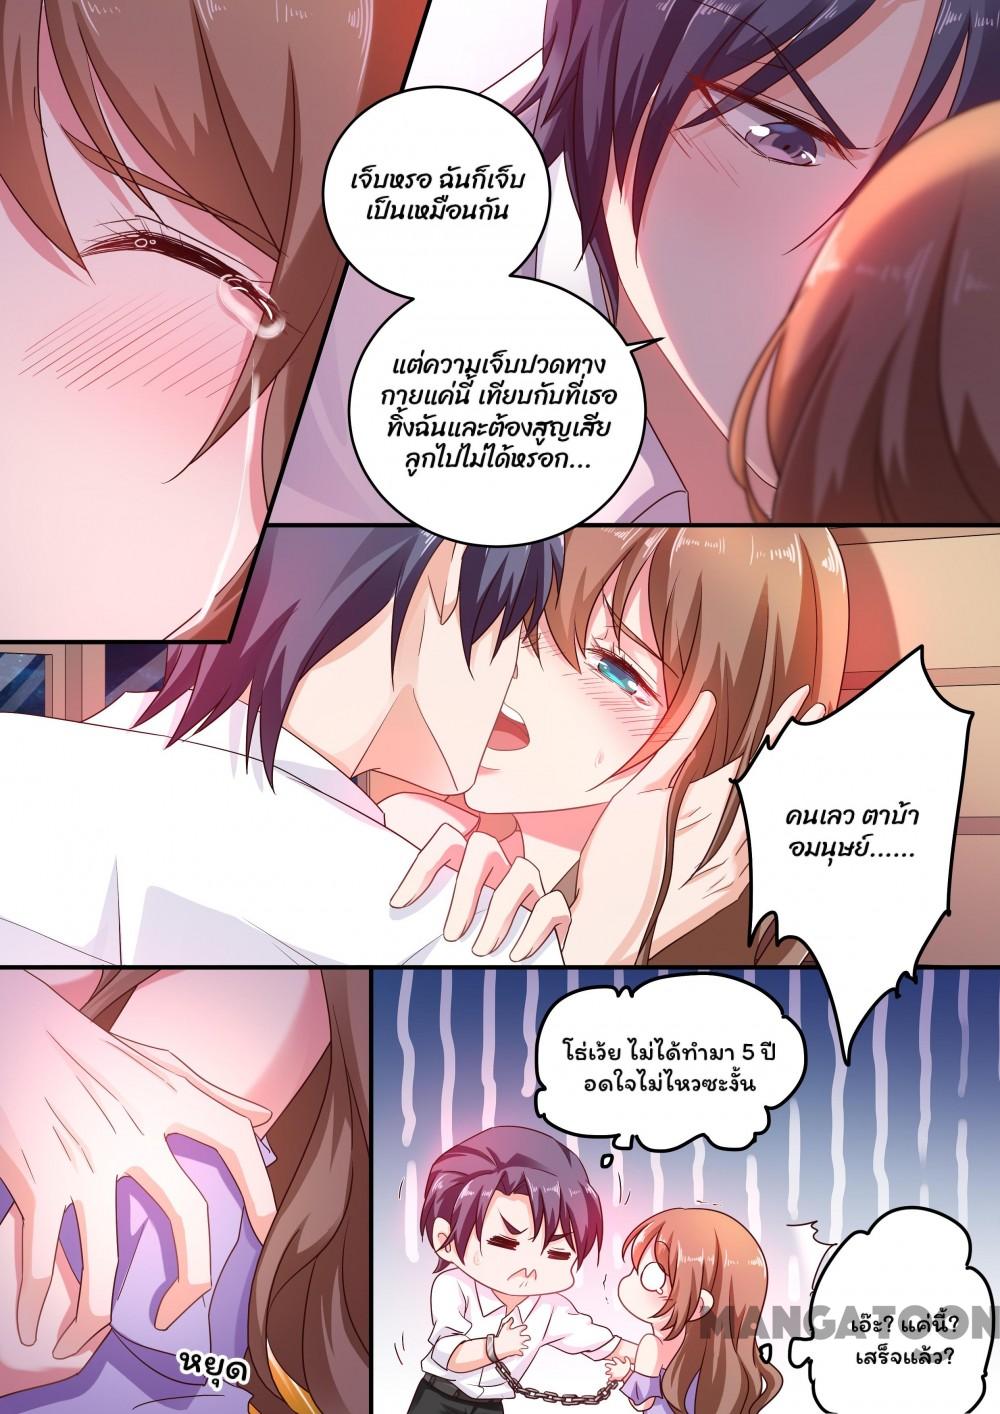 เจ็บหรอ ฉันก็เจ็บ
เป็นเหมือนกัน
แต่ความเจ็บปวดทาง
กายแค่นี้ เทียบกับที่เธอ
ทิ้งฉันและต้องสูญเสีย
ลูกไปไม่ได้หรอก...
คนเลว ตาบ้า
อมนุษย์......
โธ่เว้ย ไม่ได้ทำมา 5 ปี
อดใจไม่ไหวซะงั้น
เอ๊ะ? แค่นี้?
เสร็จแล้ว?
หยุด
MANGATOON